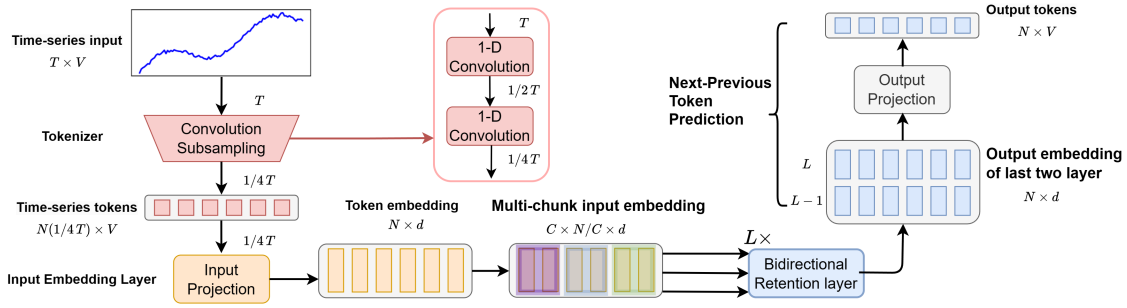 Time-series input
T × V
T
Tokenizer
Convolution
Subsampling
1/4 T
Time-series tokens
N(1/4 T) × V
1/4 T
Input Embedding Layer
Input
Projection
T
1-D
Convolution
1/2 T
1-D
Convolution
1/4 T
Token embedding
N × d
Multi-chunk input embedding
C × N/C × d
L×
Bidirectional
Retention layer
Next-Previous
Token
Prediction
Output tokens
N × V
Output
Projection
L
L − 1
Output embedding
of last two layer
N × d